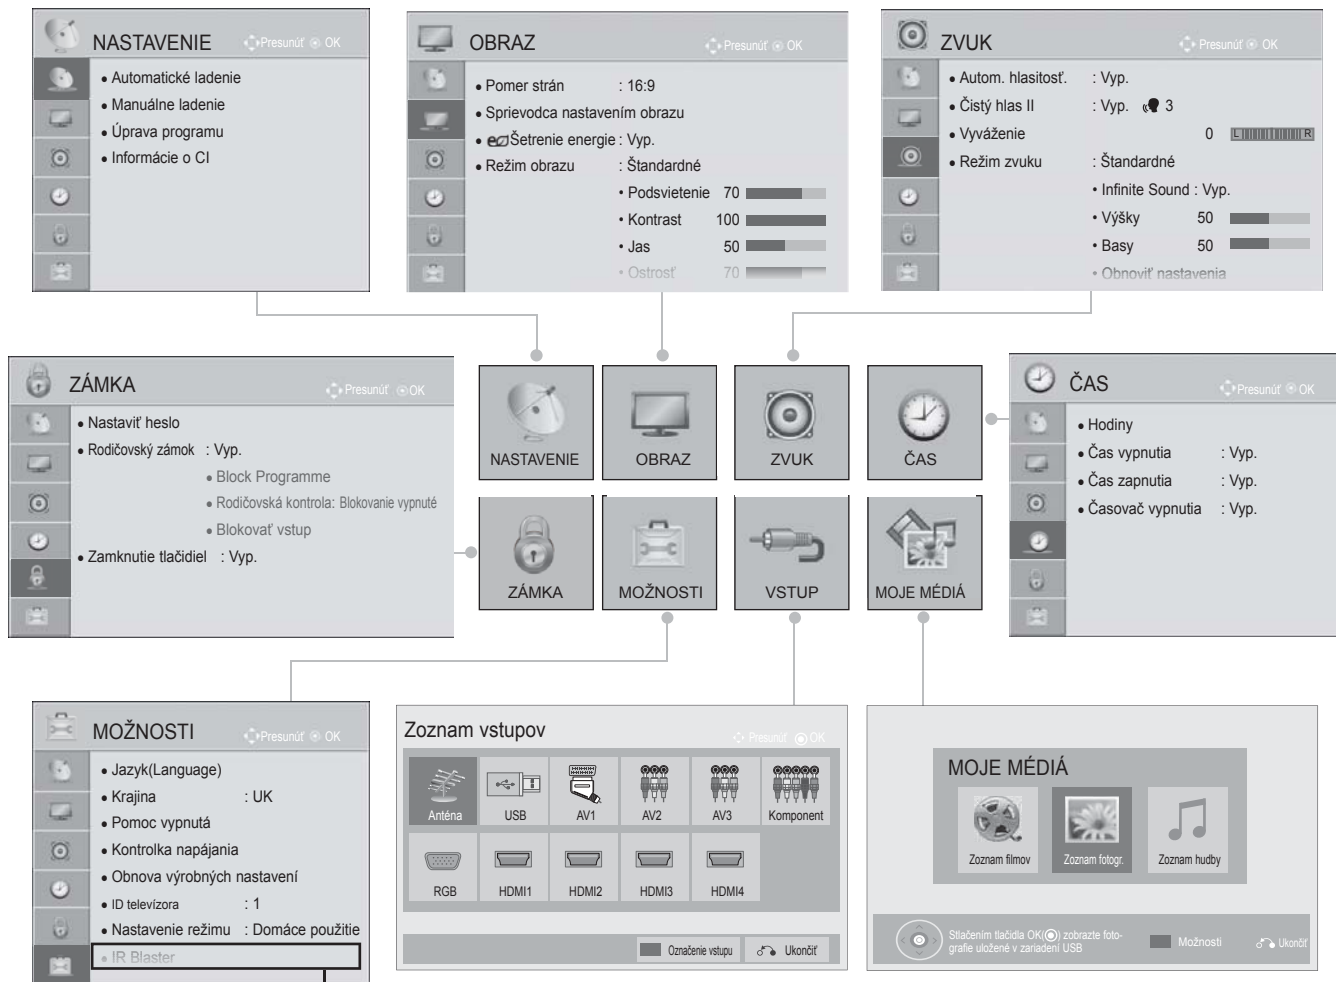 NASTAVENIE
Presunúť OK
• Automatické ladenie
• Manuálne ladenie
• Úprava programu
• Informácie o CI
OBRAZ
Presunúť OK
• Pomer strán : 16:9
• Sprievodca nastavením obrazu
• Šetrenie energie : Vyp.
• Režim obrazu : Štandardné
• Podsvietenie 70
• Kontrast 100
• Jas 50
• Ostrosť 70
ZVUK
Presunúť OK
• Autom. hlasitosť. : Vyp.
• Čistý hlas II : Vyp. 3
• Vyváženie 0 L R
• Režim zvuku : Štandardné
• Infinite Sound : Vyp.
• Výšky 50
• Basy 50
• Obnoviť nastavenia
ZÁMKA
Presunúť OK
• Nastaviť heslo
• Rodičovský zámok : Vyp.
• Block Programme
• Rodičovská kontrola: Blokovanie vypnuté
• Blokovať vstup
• Zamknutie tlačidiel : Vyp.
NASTAVENIE
OBRAZ
ZVUK
ČAS
ZÁMKA
MOŽNOSTI
VSTUP
MOJE MÉDIÁ
ČAS
Presunúť OK
• Hodiny
• Čas vypnutia : Vyp.
• Čas zapnutia : Vyp.
• Časovač vypnutia : Vyp.
MOŽNOSTI
Presunúť OK
• Jazyk(Language)
• Krajina : UK
• Pomoc vypnutá
• Kontrolka napájania
• Obnova výrobných nastavení
• ID televízora : 1
• Nastavenie režimu : Domáce použitie
• IR Blaster
Zoznam vstupov
Presunúť OK
Anténa USB AV1 AV2 AV3 Komponent
RGB HDMI1 HDMI2 HDMI3 HDMI4
Označenie vstupu Ukončiť
MOJE MÉDIÁ
Zoznam filmov Zoznam fotogr. Zoznam hudby
Stlačením tlačidla OK(◉) zobrazte foto-
grafie uložené v zariadení USB
Možnosti Ukončiť